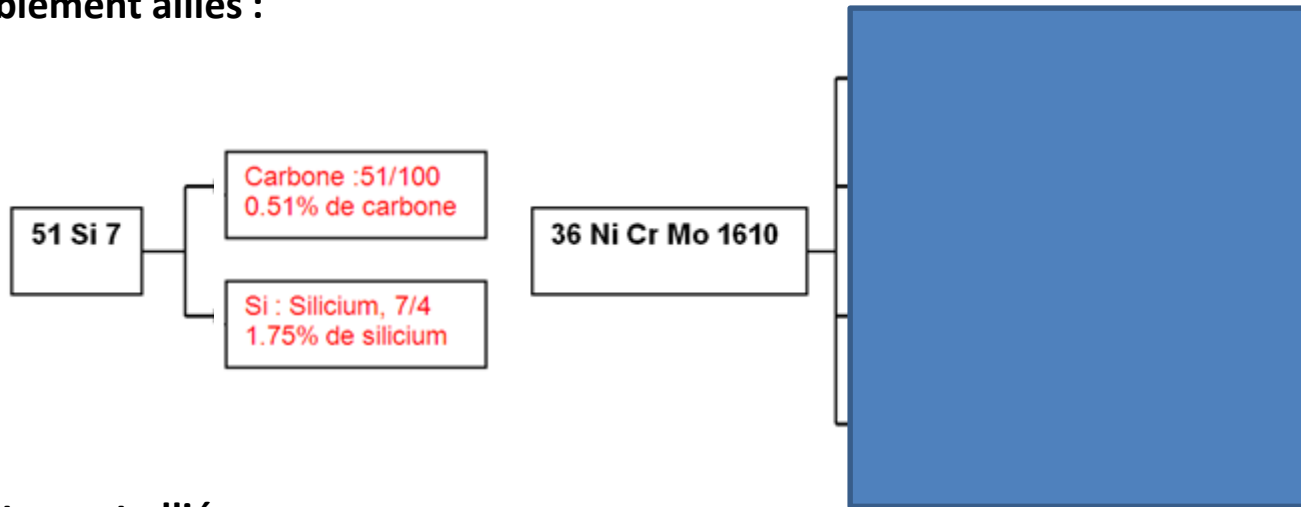 alliés :
Carbone :51/100
0.51% de carbone
51 Si 7
36 Ni Cr Mo 1610
Si : Silicium, 7/4
1.75% de silicium